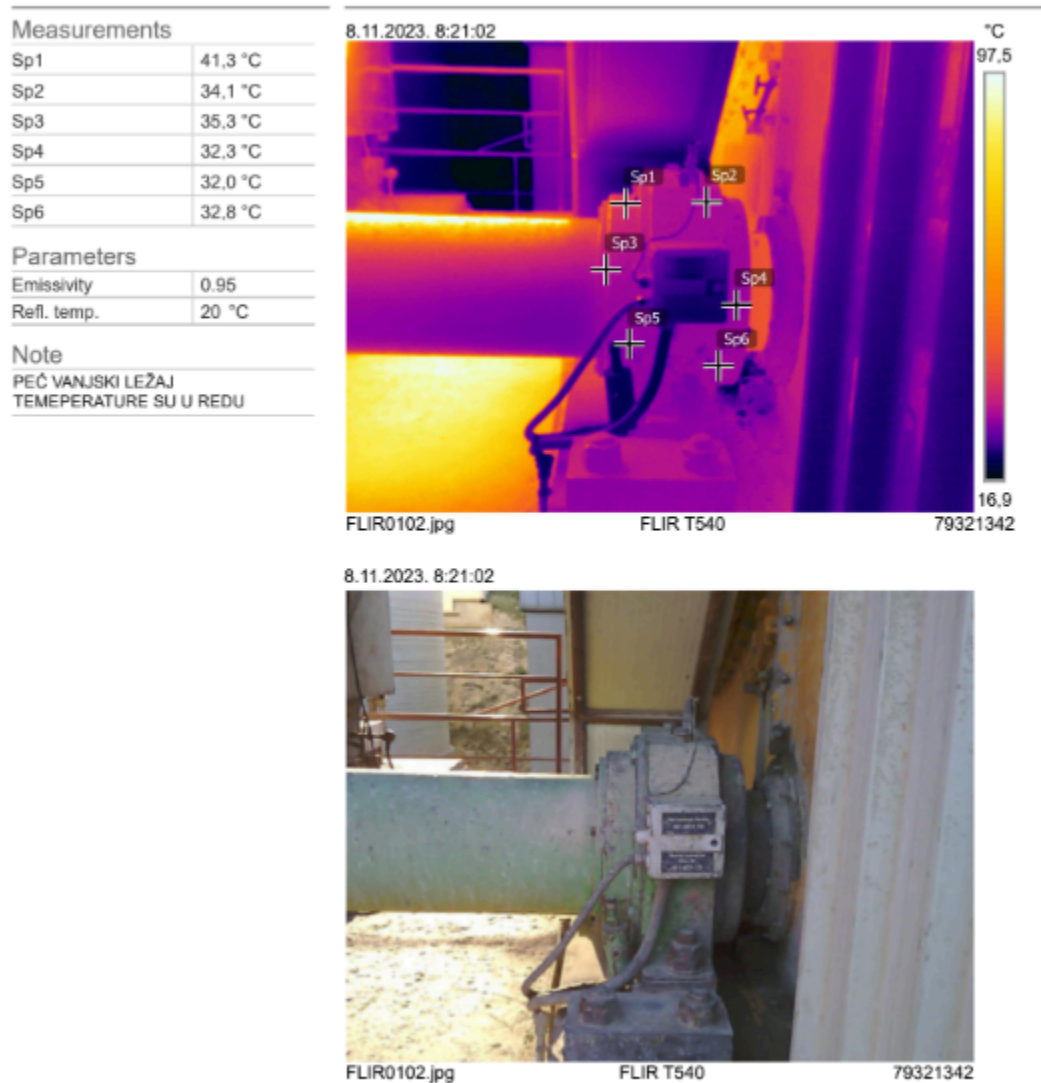 Measurements
Sp1 41,3 °C
Sp2 34,1 °C
Sp3 35,3 °C
Sp4 32,3 °C
Sp5 32,0 °C
Sp6 32,8 °C
Parameters
Emissivity 0.95
Refl. temp. 20 °C
Note
PEĆ VANJSKI LEŽAJ
TEMEPERATURE SU U REDU
8.11.2023. 8:21:02
°C
97,5
Sp1 Sp2
Sp3
Sp4
Sp5
Sp6
16,9
FLIR0102.jpg FLIR T540 79321342
8.11.2023. 8:21:02
FLIR0102.jpg FLIR T540 79321342